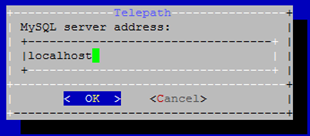 Telepath
MySQL server address:
localhost
< OK > <Cancel>